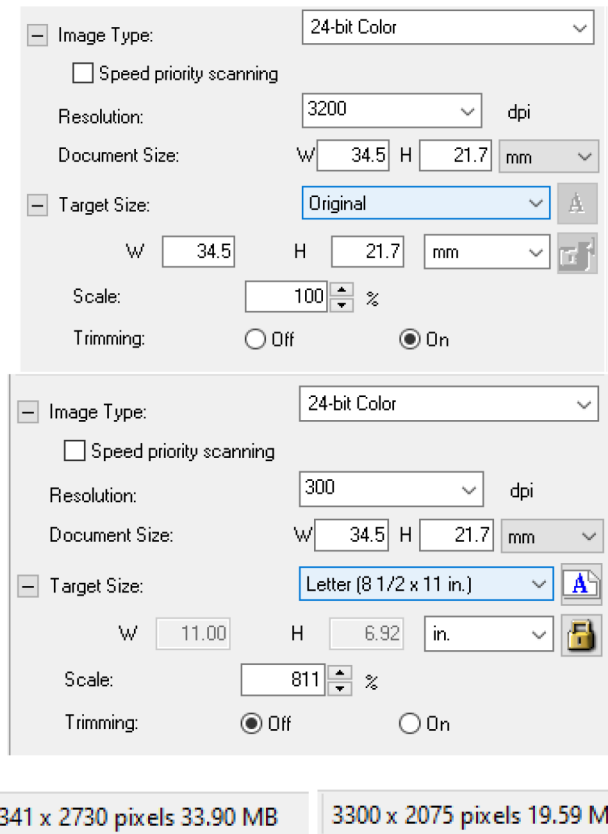 Image Type: 24-bit Color
Speed priority scanning
Resolution: 3200 dpi
Document Size: W 34.5 H 21.7 mm
Target Size: Original A
W 34.5 H 21.7 mm
Scale: 100 %
Trimming: Off On
Image Type: 24-bit Color
Speed priority scanning
Resolution: 300 dpi
Document Size: W 34.5 H 21.7 mm
Target Size: Letter (8 1/2 x 11 in.) A
W 11.00 H 6.92 in.
Scale: 811 %
Trimming: Off On
341 x 2730 pixels 33.90 MB 3300 x 2075 pixels 19.59 M